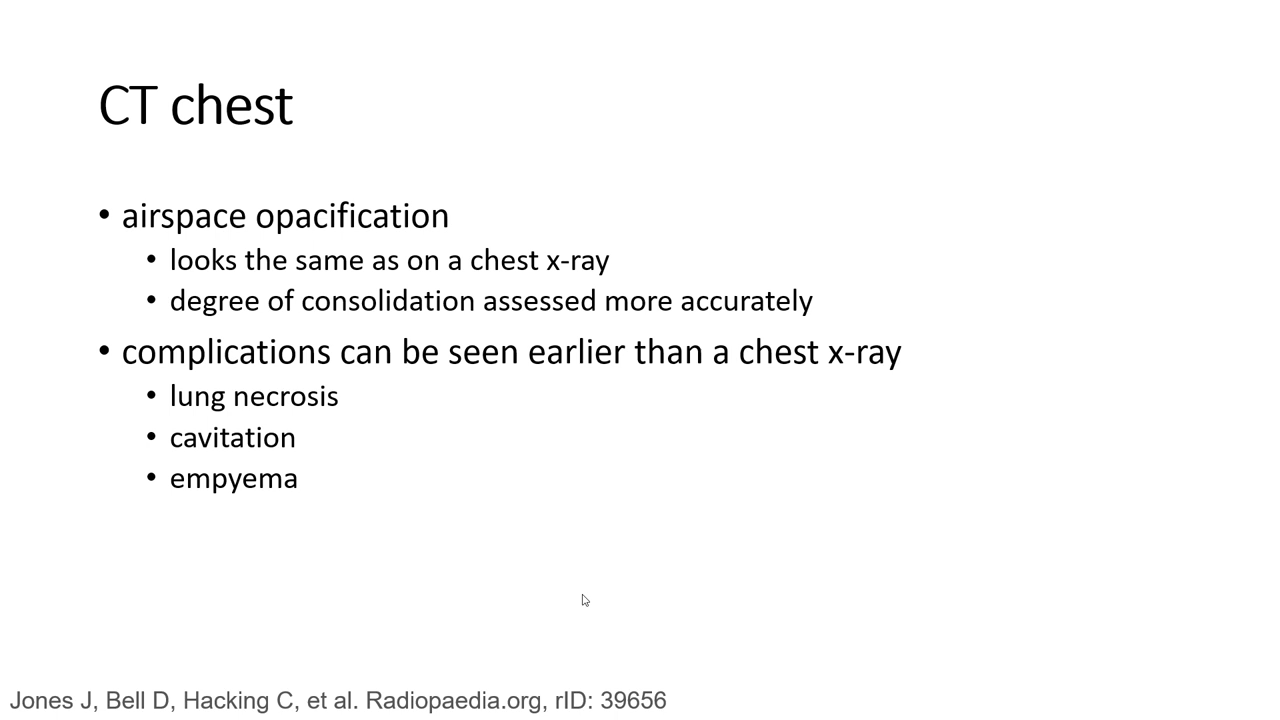 CT chest
• airspace opacification
• looks the same as on a chest x-ray
• degree of consolidation assessed more accurately
• complications can be seen earlier than a chest x-ray
• lung necrosis
• cavitation
• empyema
Jones J, Bell D, Hacking C, et al. Radiopaedia.org, rID: 39656